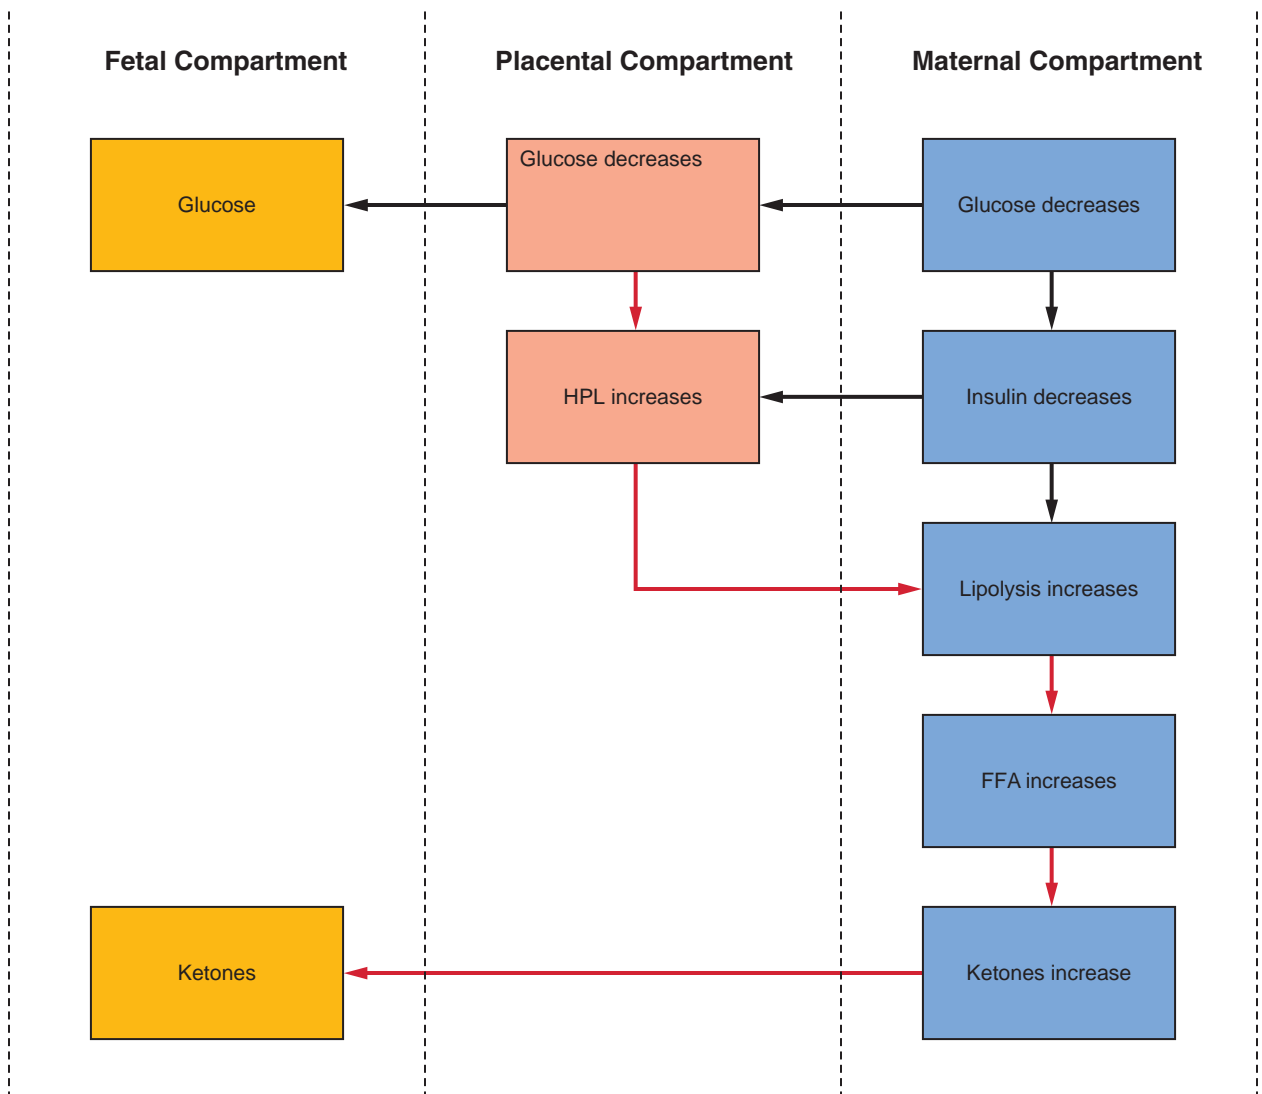 Fetal Compartment
Placental Compartment
Maternal Compartment
Glucose
Glucose decreases
Glucose decreases
HPL increases
Insulin decreases
Lipolysis increases
FFA increases
Ketones
Ketones increase